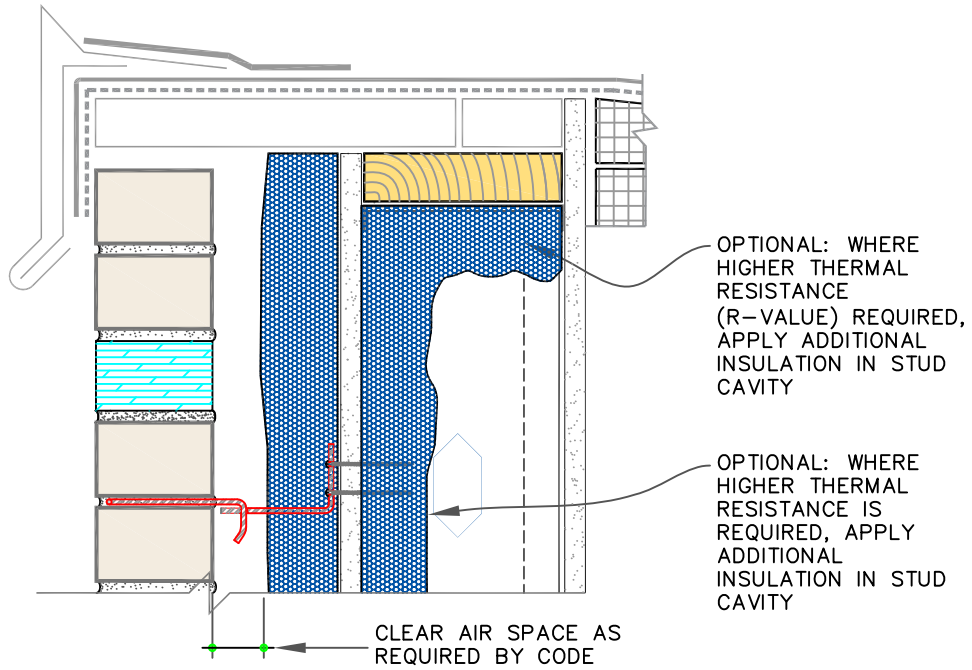 OPTIONAL: WHERE
HIGHER THERMAL
RESISTANCE
(R-VALUE) REQUIRED,
APPLY ADDITIONAL
INSULATION IN STUD
CAVITY
OPTIONAL: WHERE
HIGHER THERMAL
RESISTANCE IS
REQUIRED, APPLY
ADDITIONAL
INSULATION IN STUD
CAVITY
CLEAR AIR SPACE AS
REQUIRED BY CODE